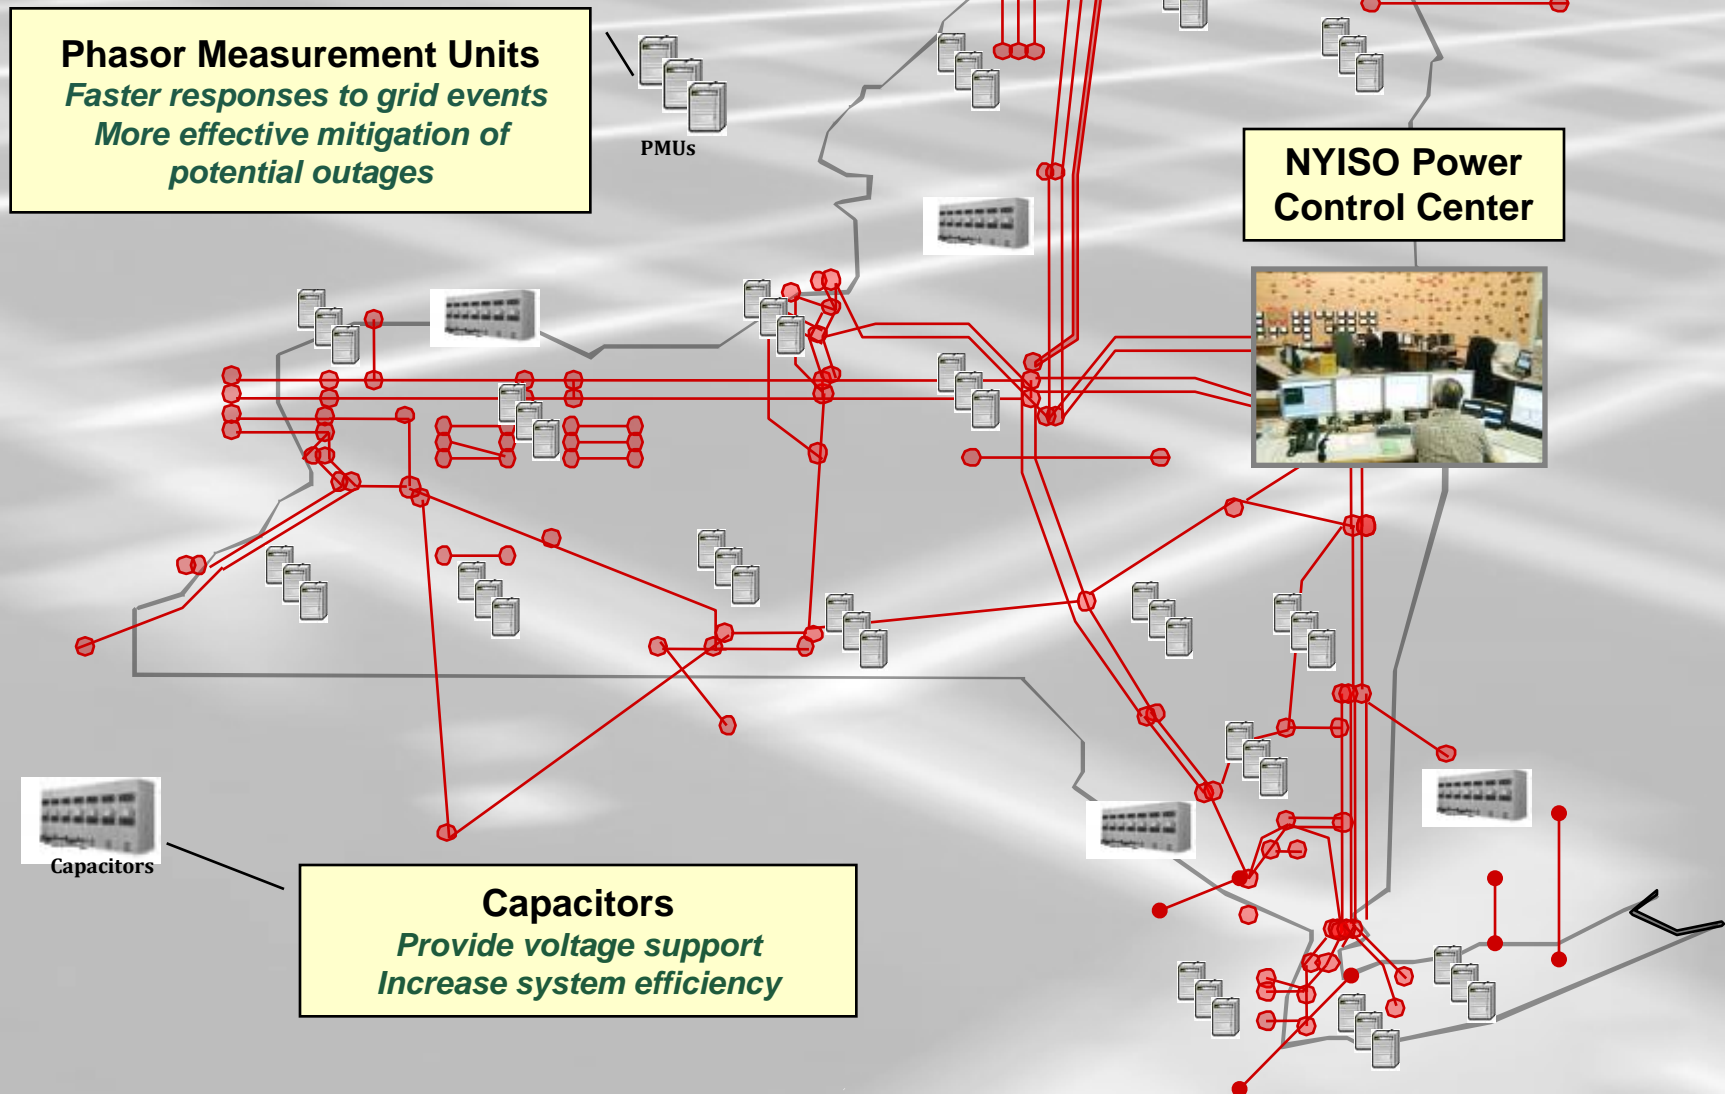 Phasor Measurement Units
Faster responses to grid events
More effective mitigation of
potential outages
PMUs
NYISO Power
Control Center
Capacitors
Capacitors
Provide voltage support
Increase system efficiency